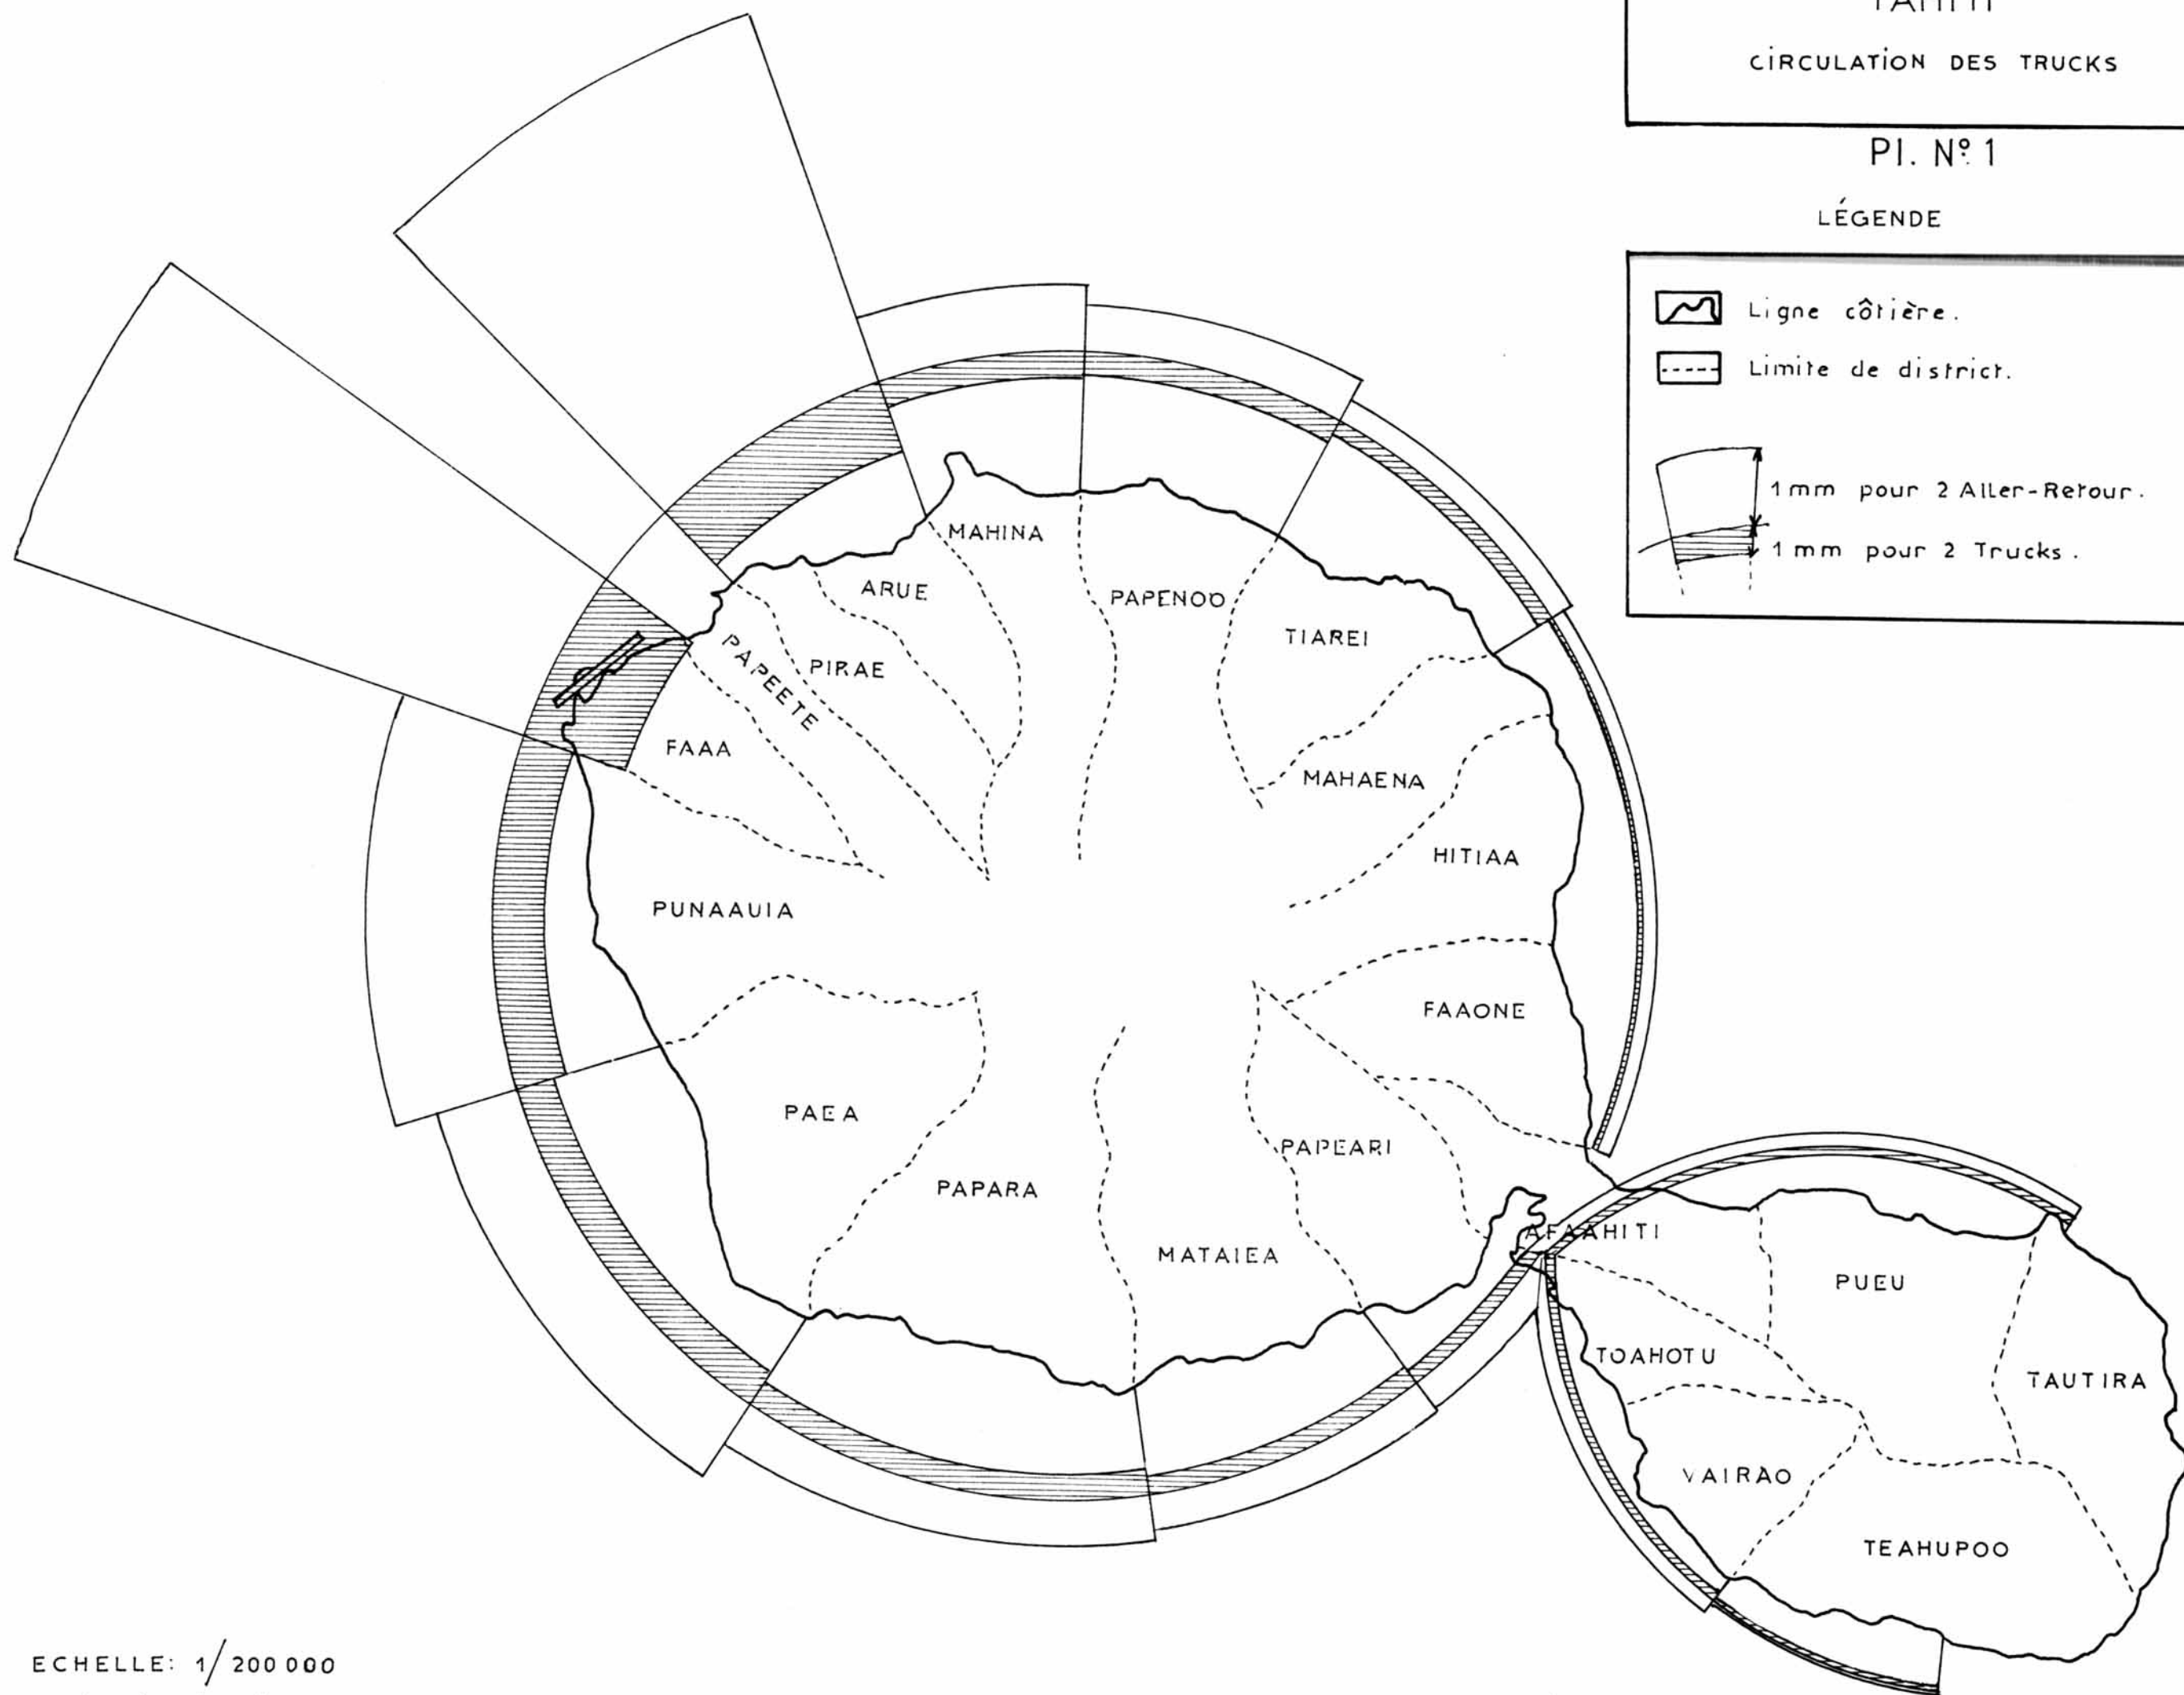 TAHITI
CIRCULATION DES TRUCKS
Pl. Nº 1
LÉGENDE
Ligne côtière.
Limite de district.
1 mm pour 2 Aller-Retour.
1 mm pour 2 Trucks.
MAHINA
ARUE
PAPENOO
PIRAE
PAPEETE
TIAREI
FAAA
MAHAENA
HITIAA
PUNAAUIA
FAAONE
PAEA
PAPEARI
PAPARA
MATAIEA
AFAAHITI
PUEU
TOAHOTU
TAUTIRA
VAIRAO
TEAHUPOO
ECHELLE: 1/200 000